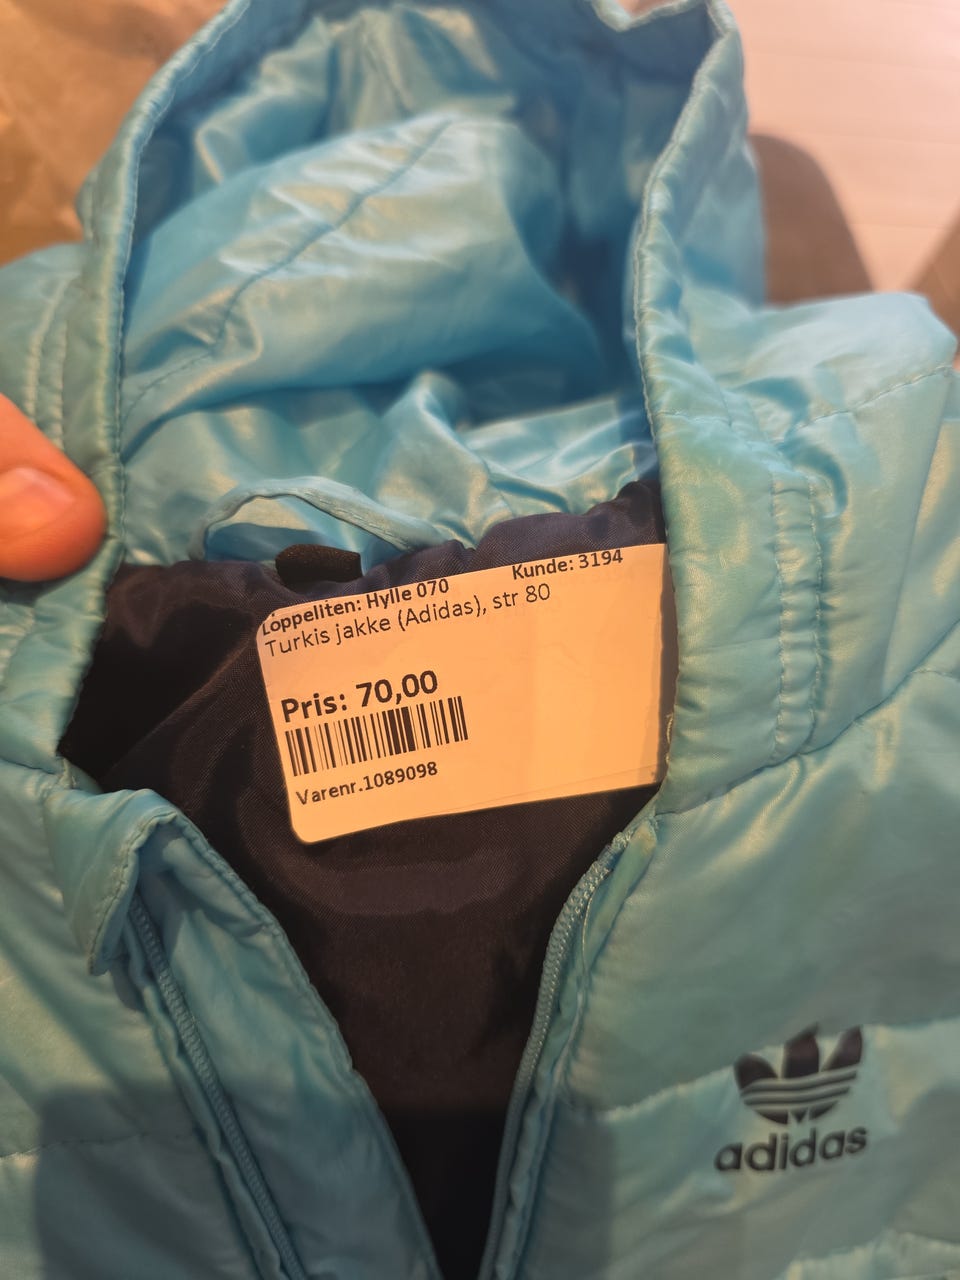 Loppeliten: Hylle 070 Kunde: 3194
Turkis jakke (Adidas), str 80
Pris: 70,00
Varenr.1089098
adidas